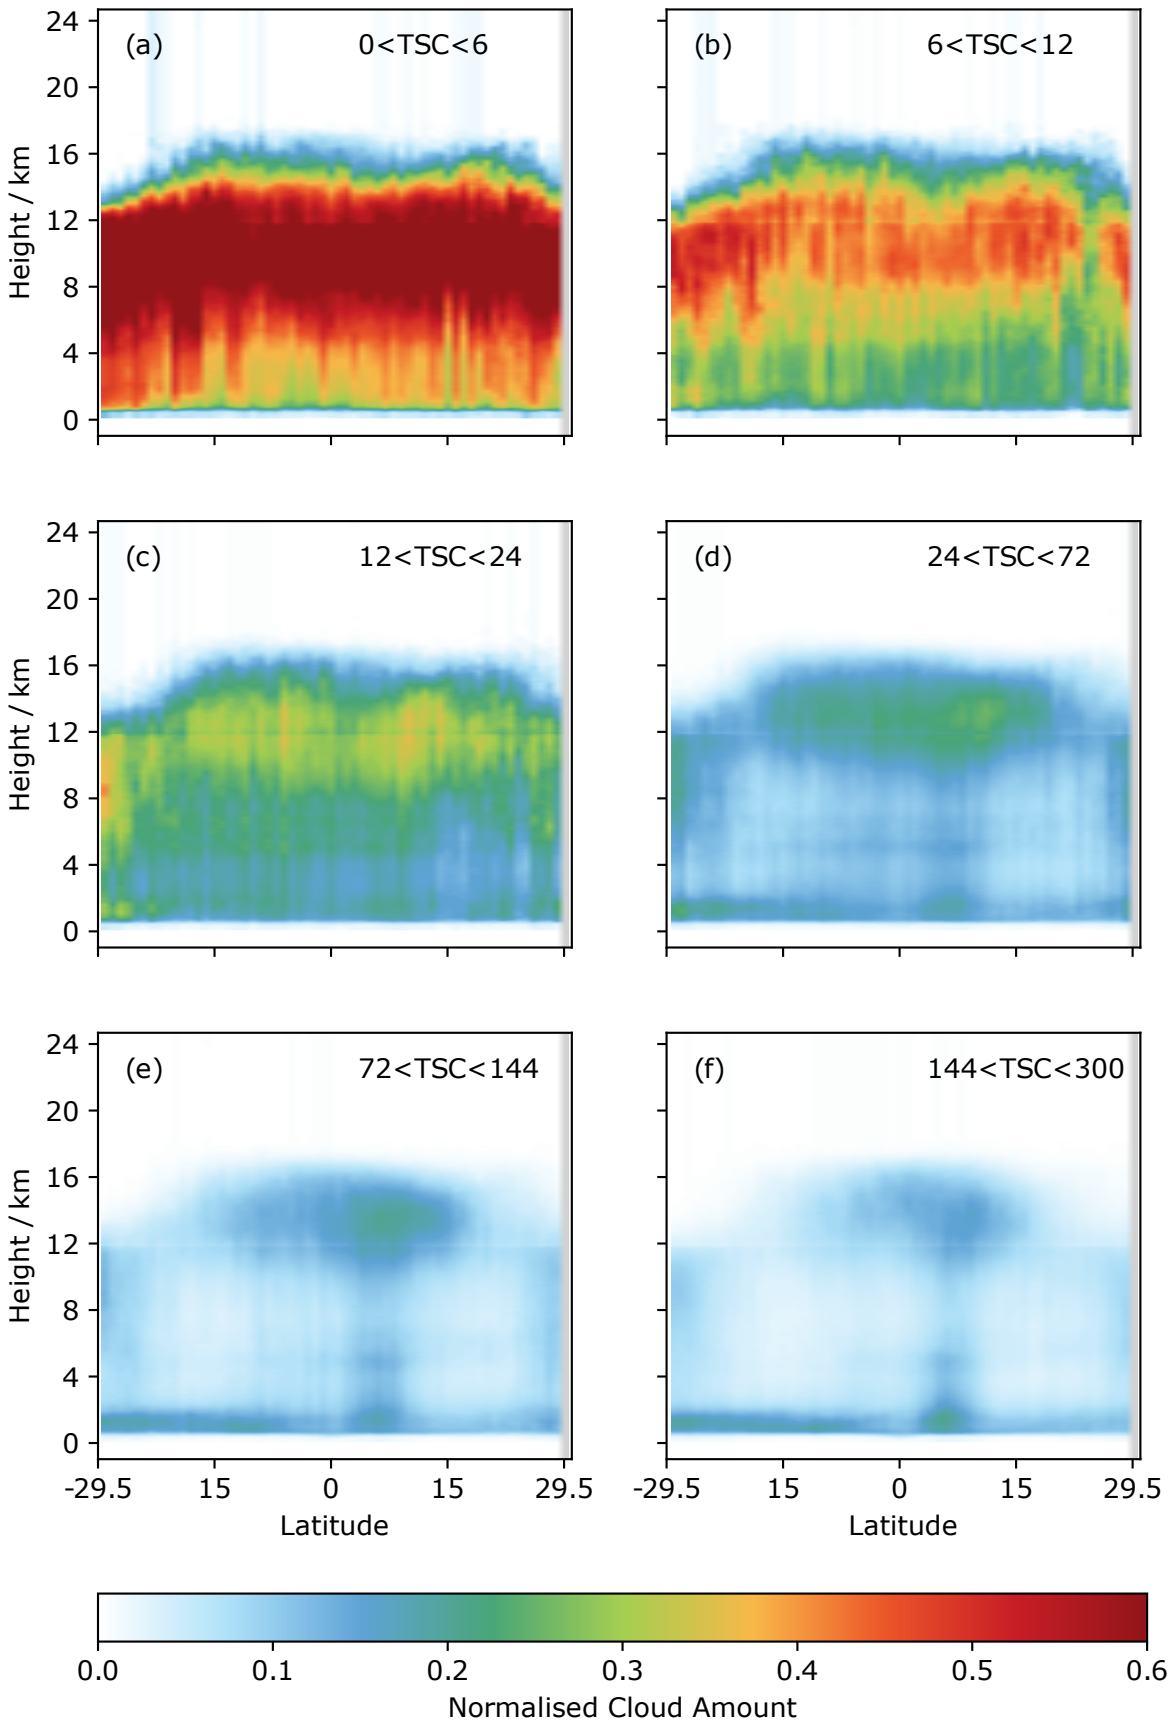 (a) 0<TSC<6
(b) 6<TSC<12
24
20
16
12
8
4
0
Height / km
(c) 12<TSC<24
(d) 24<TSC<72
24
20
16
12
8
4
0
Height / km
(e) 72<TSC<144
(f) 144<TSC<300
24
20
16
12
8
4
0
Height / km
-29.5 15 0 15 29.5
Latitude
-29.5 15 0 15 29.5
Latitude
0.0 0.1 0.2 0.3 0.4 0.5 0.6
Normalised Cloud Amount